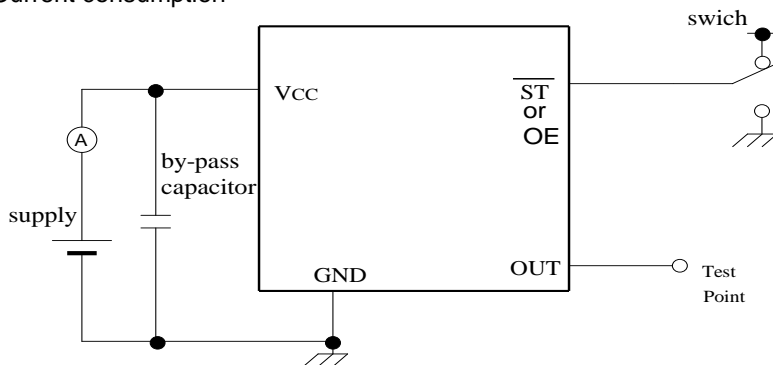 Current consumption
swich
VCC
ST
or
OE
A
by-pass
capacitor
supply
GND
OUT
Test
Point